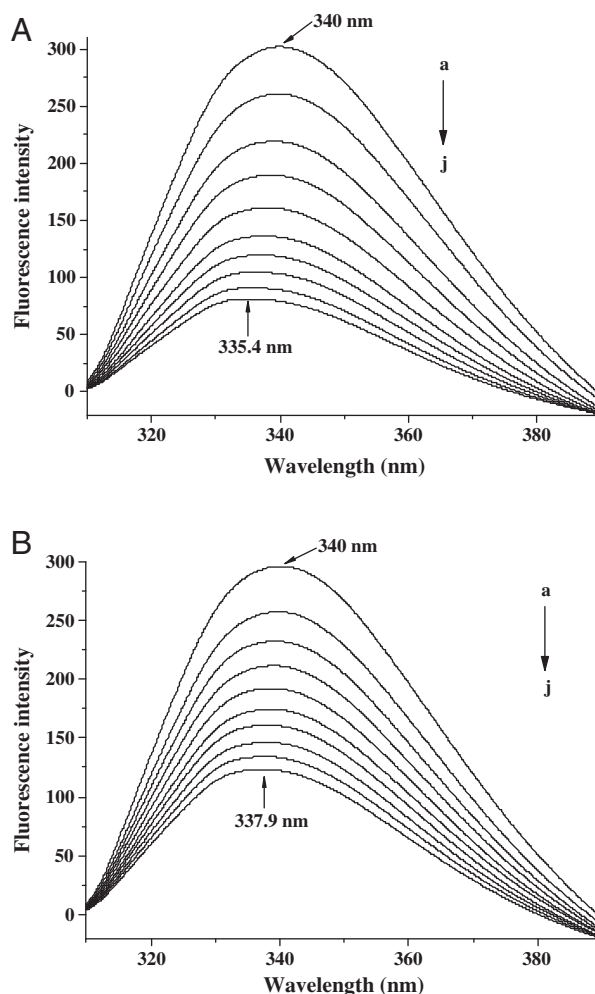 A
340 nm
300
250
200
150
100
50
0
Fluorescence intensity
a
j
335.4 nm
320
340
360
380
Wavelength (nm)
B
340 nm
300
250
200
150
100
50
0
Fluorescence intensity
a
j
337.9 nm
320
340
360
380
Wavelength (nm)